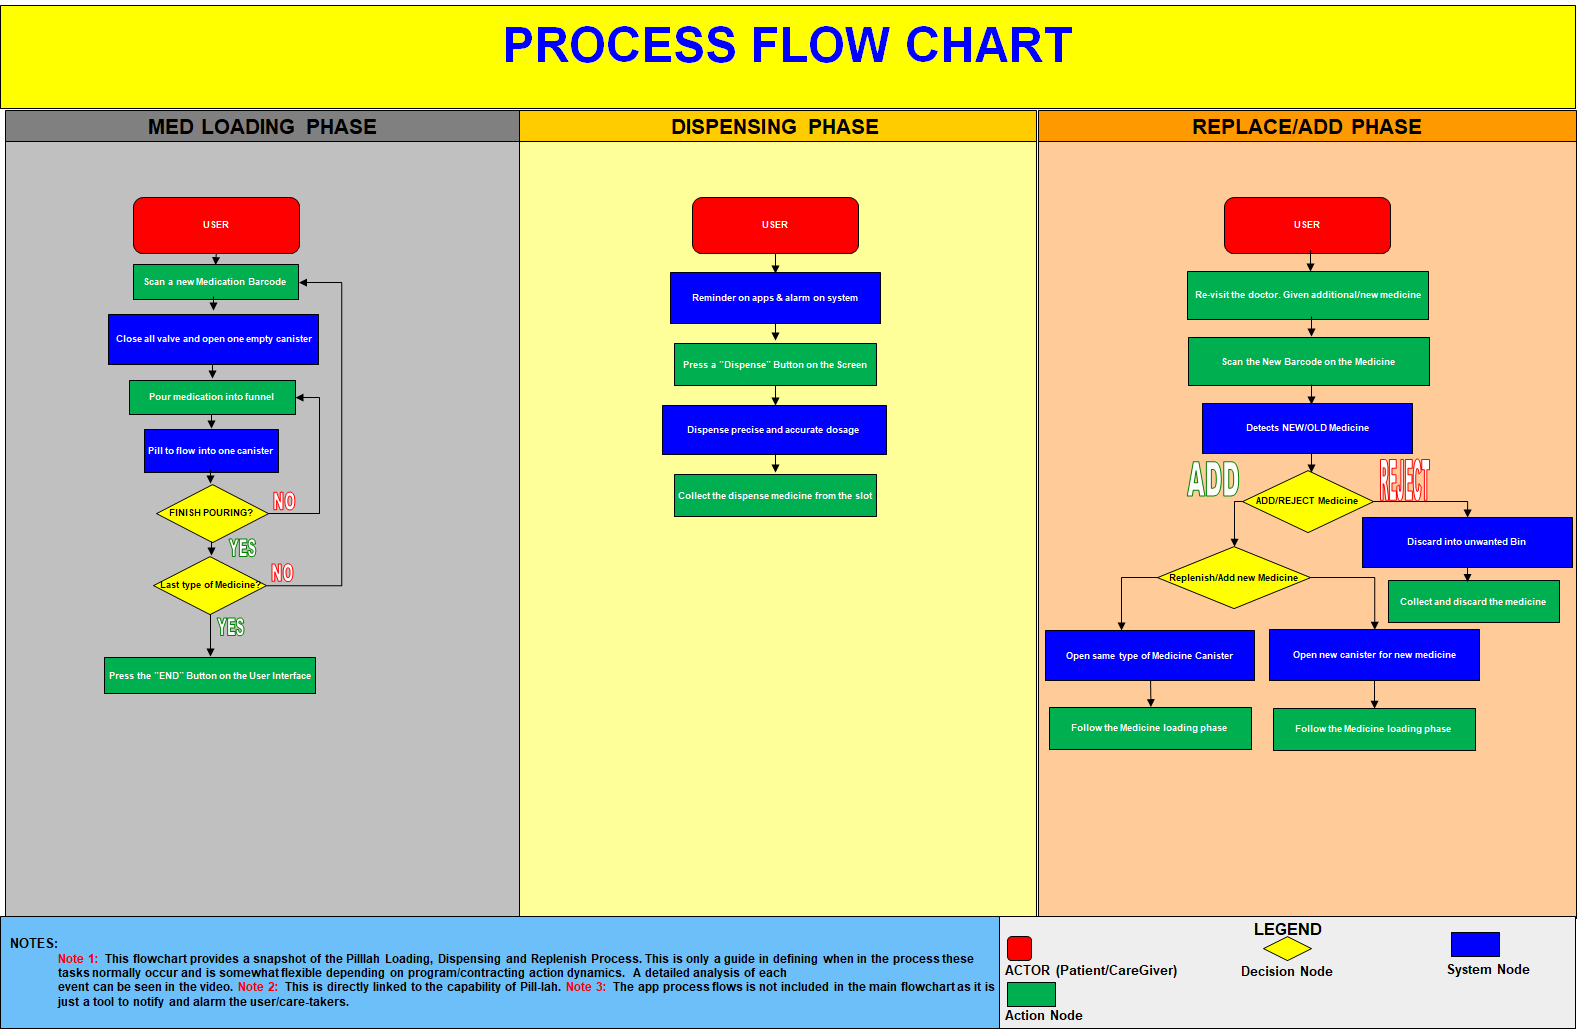 PROCESS FLOW CHART
MED LOADING PHASE
USER
Scan a new Medication Barcode
Close all valve and open one empty canister
Pour medication into funnel
Pill to flow into one canister
FINISH POURING?
NO
YES
Last type of Medicine?
NO
YES
Press the "END" Button on the User Interface
DISPENSING PHASE
USER
Reminder on apps & alarm on system
Press a "Dispense" Button on the Screen
Dispense precise and accurate dosage
Collect the dispense medicine from the slot
REPLACE/ADD PHASE
USER
Re-visit the doctor. Given additional/new medicine
Scan the New Barcode on the Medicine
Detects NEW/OLD Medicine
ADD
REJECT
ADD/REJECT Medicine
Discard into unwanted Bin
Replenish/Add new Medicine
Collect and discard the medicine
Open same type of Medicine Canister
Open new canister for new medicine
Follow the Medicine loading phase
Follow the Medicine loading phase
NOTES:
Note 1: This flowchart provides a snapshot of the Pilllah Loading, Dispensing and Replenish Process. This is only a guide in defining when in the process these
tasks normally occur and is somewhat flexible depending on program/contracting action dynamics. A detailed analysis of each
event can be seen in the video. Note 2: This is directly linked to the capability of Pill-lah. Note 3: The app process flows is not included in the main flowchart as it is
just a tool to notify and alarm the user/care-takers.
LEGEND
ACTOR (Patient/CareGiver)
Decision Node
System Node
Action Node